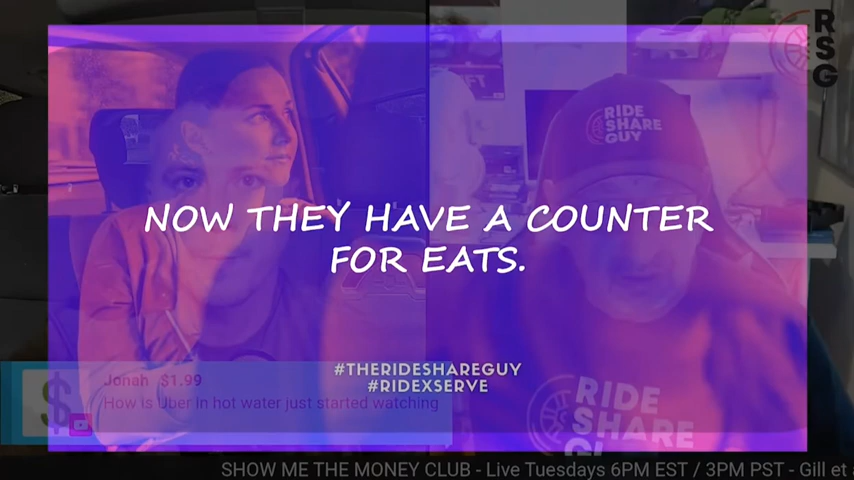 RSG
RIDE
SHARE
GUY
NOW THEY HAVE A COUNTER
FOR EATS.
#THERIDESHAREGUY
#RIDEXSERVE
Jonah $1.99
How is Uber in hot water just started watching
RIDE
SHARE
SHOW ME THE MONEY CLUB - Live Tuesdays 6PM EST / 3PM PST - Gill et a